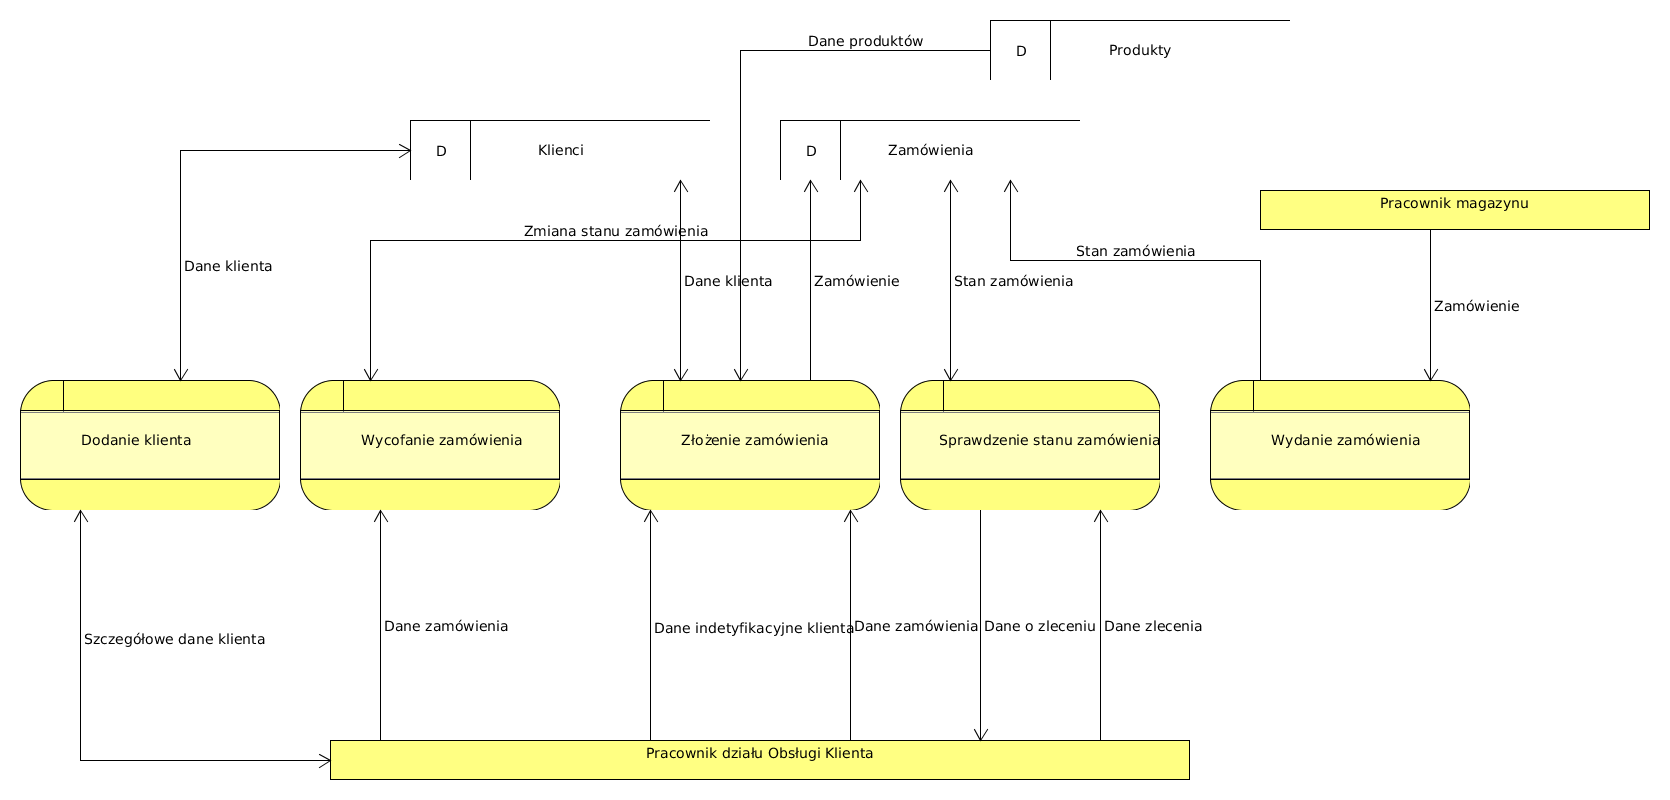 Dane produktów
D
Produkty
D
Klienci
D
Zamówienia
Pracownik magazynu
Zmiana stanu zamówienia
Stan zamówienia
Dane klienta
Dane klienta
Zamówienie
Stan zamówienia
Zamówienie
Dodanie klienta
Wycofanie zamówienia
Złożenie zamówienia
Sprawdzenie stanu zamówienia
Wydanie zamówienia
Szczegółowe dane klienta
Dane zamówienia
Dane indetyfikacyjne klienta
Dane zamówienia
Dane o zleceniu
Dane zlecenia
Pracownik działu Obsługi Klienta